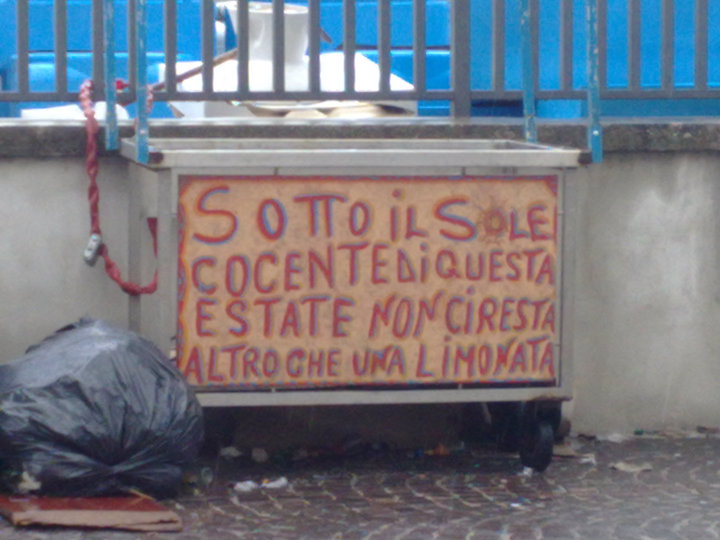 SOTTO iL SOLE
COCENTE Di QUESTA
ESTATE NON Ci RESTA
ALTRO CHE UNA LiMONATA